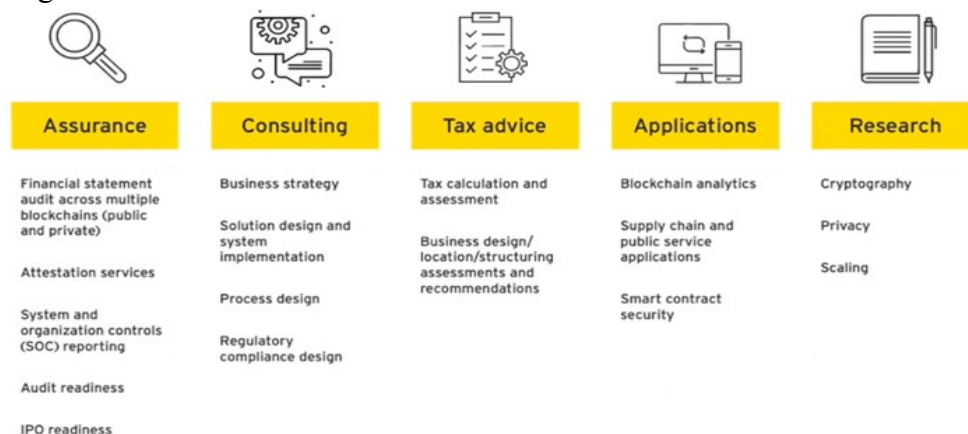 Assurance
Financial statement
audit across multiple
blockchains (public
and private)
Attestation services
System and
organization controls
(SOC) reporting
Audit readiness
IPO readiness
Consulting
Business strategy
Solution design and
system
implementation
Process design
Regulatory
compliance design
Tax advice
Tax calculation and
assessment
Business design/
location/structuring
assessments and
recommendations
Applications
Blockchain analytics
Supply chain and
public service
applications
Smart contract
security
Research
Cryptography
Privacy
Scaling